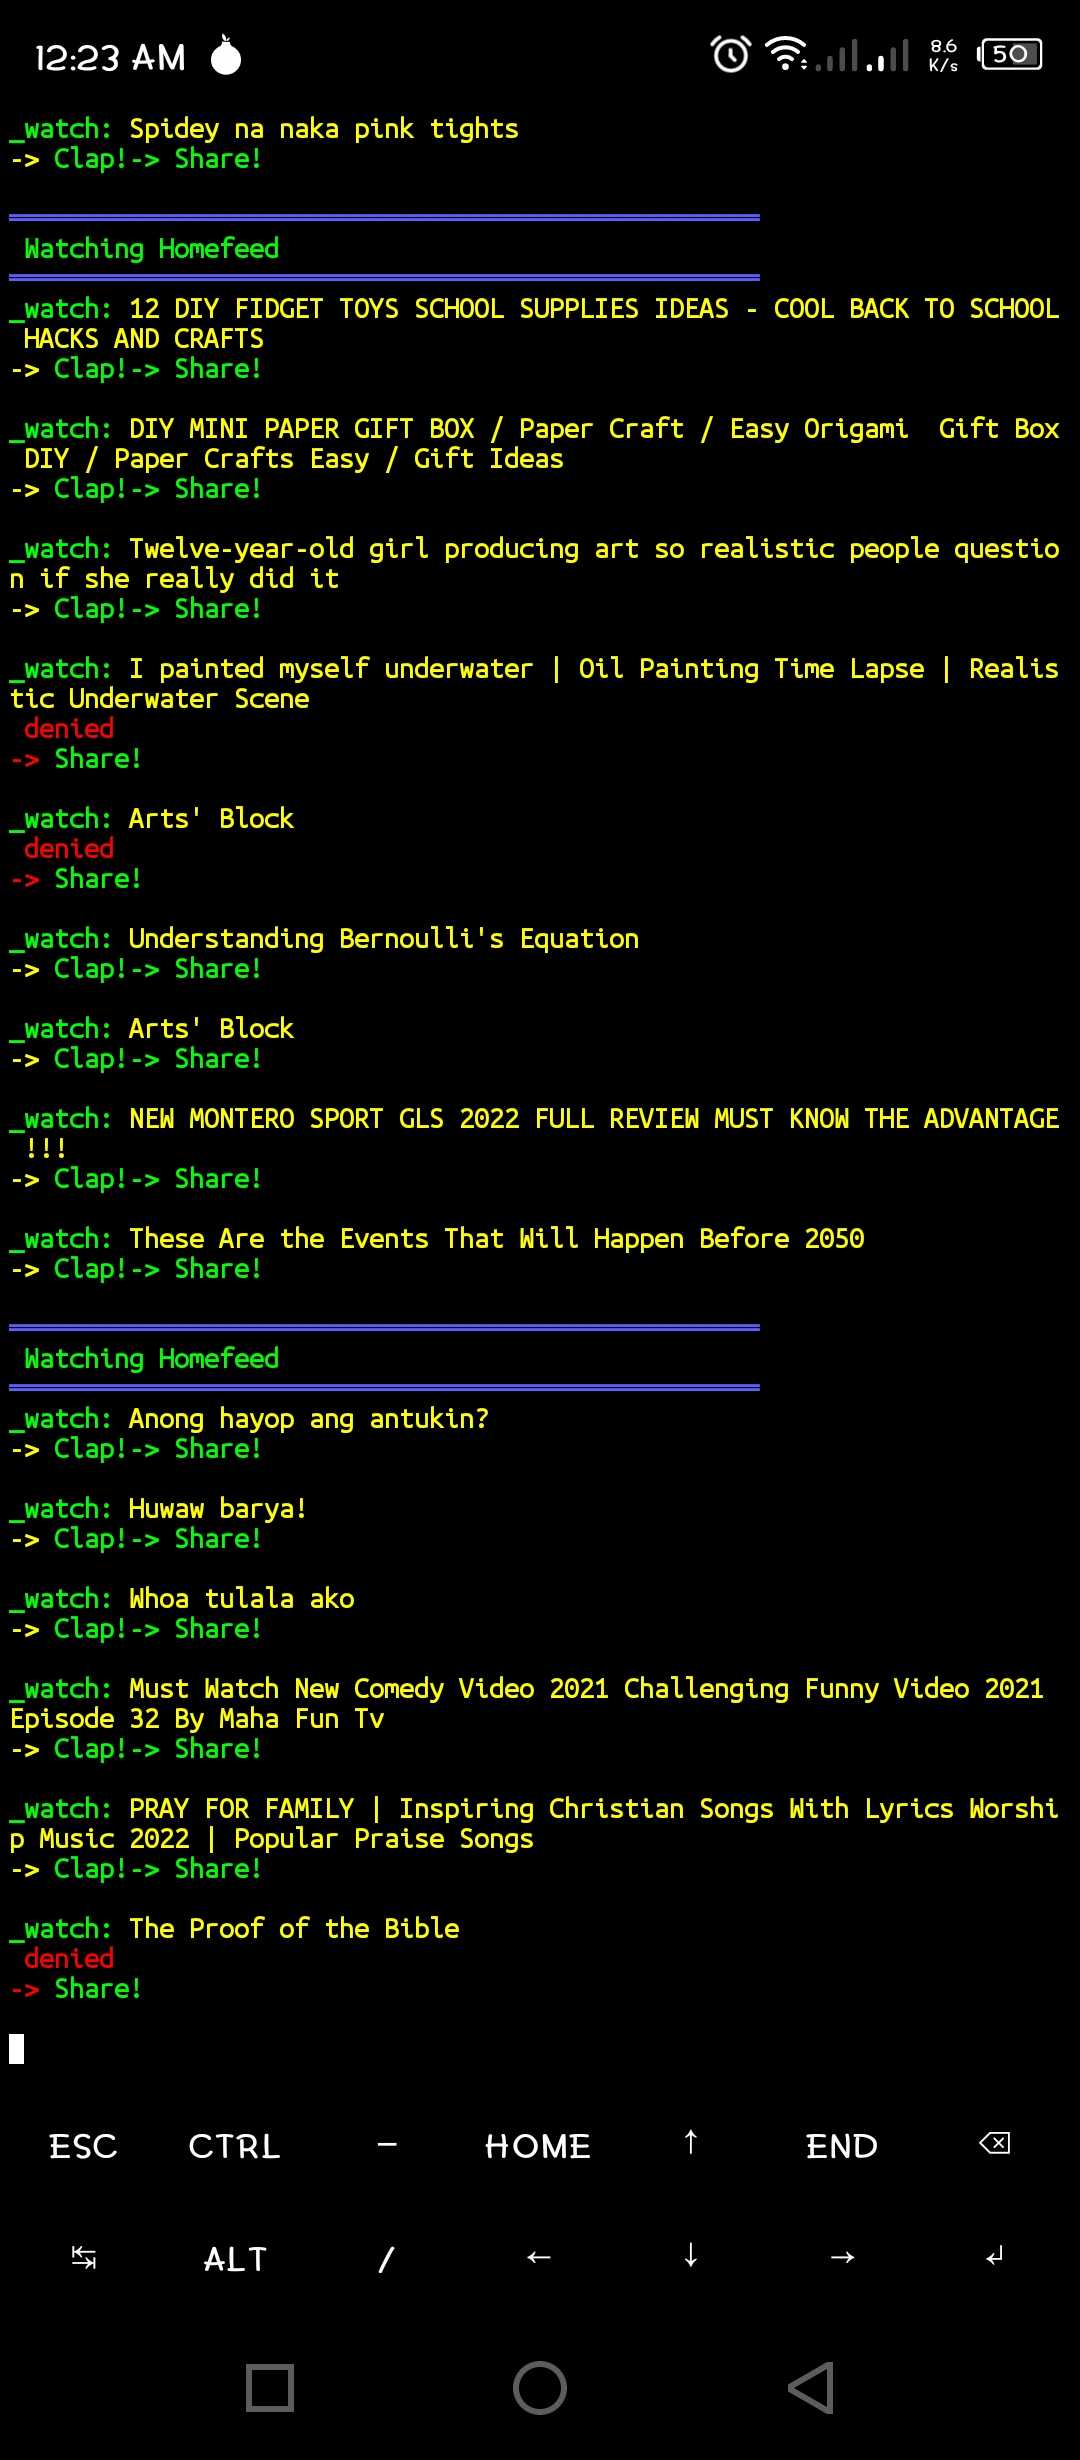 12:23 AM 8.6 K/s 50
_watch: Spidey na naka pink tights
-> Clap!-> Share!
Watching Homefeed
_watch: 12 DIY FIDGET TOYS SCHOOL SUPPLIES IDEAS - COOL BACK TO SCHOOL
HACKS AND CRAFTS
-> Clap!-> Share!
_watch: DIY MINI PAPER GIFT BOX / Paper Craft / Easy Origami  Gift Box
DIY / Paper Crafts Easy / Gift Ideas
-> Clap!-> Share!
_watch: Twelve-year-old girl producing art so realistic people questio
n if she really did it
-> Clap!-> Share!
_watch: I painted myself underwater | Oil Painting Time Lapse | Realis
tic Underwater Scene
denied
-> Share!
_watch: Arts' Block
denied
-> Share!
_watch: Understanding Bernoulli's Equation
-> Clap!-> Share!
_watch: Arts' Block
-> Clap!-> Share!
_watch: NEW MONTERO SPORT GLS 2022 FULL REVIEW MUST KNOW THE ADVANTAGE
!!!
-> Clap!-> Share!
_watch: These Are the Events That Will Happen Before 2050
-> Clap!-> Share!
Watching Homefeed
_watch: Anong hayop ang antukin?
-> Clap!-> Share!
_watch: Huwaw barya!
-> Clap!-> Share!
_watch: Whoa tulala ako
-> Clap!-> Share!
_watch: Must Watch New Comedy Video 2021 Challenging Funny Video 2021
Episode 32 By Maha Fun Tv
-> Clap!-> Share!
_watch: PRAY FOR FAMILY | Inspiring Christian Songs With Lyrics Worshi
p Music 2022 | Popular Praise Songs
-> Clap!-> Share!
_watch: The Proof of the Bible
denied
-> Share!
ESC CTRL – HOME ↑ END ⌫
↹ ALT / ← ↓ → ↲